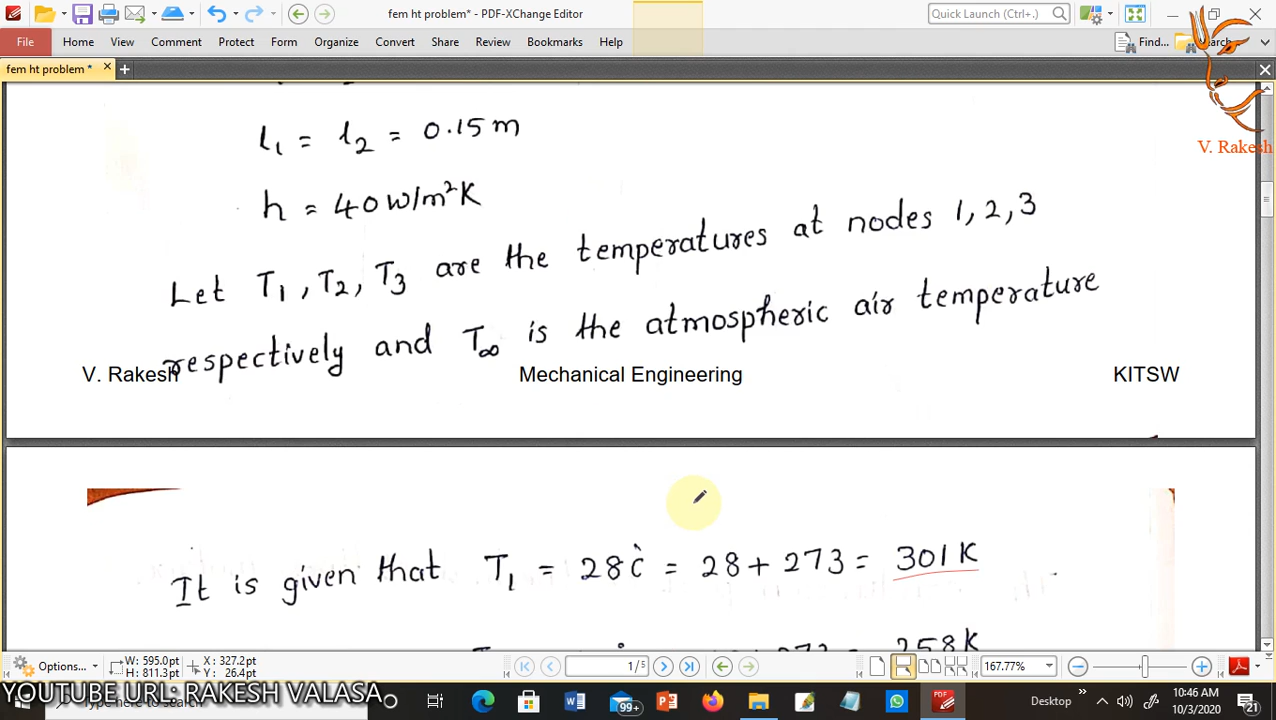 fem ht problem* - PDF-XChange Editor
Quick Launch (Ctrl+.)
File Home View Comment Protect Form Organize Convert Share Review Bookmarks Help
Find...
fem ht problem *
V. Rakesh
l1 = l2 = 0.15 m
h = 40 W/m²K
Let T1, T2, T3 are the temperatures at nodes 1, 2, 3
respectively and T∞ is the atmospheric air temperature
V. Rakesh Mechanical Engineering KITSW
It is given that T1 = 28°C = 28 + 273 = 301 K
258 K
Options...
W: 595.0pt
H: 811.3pt
X: 327.2pt
Y: 26.4pt
1 / 5
167.77%
YOUTUBE URL: RAKESH VALASA
99+
Desktop
10:46 AM
10/3/2020
21